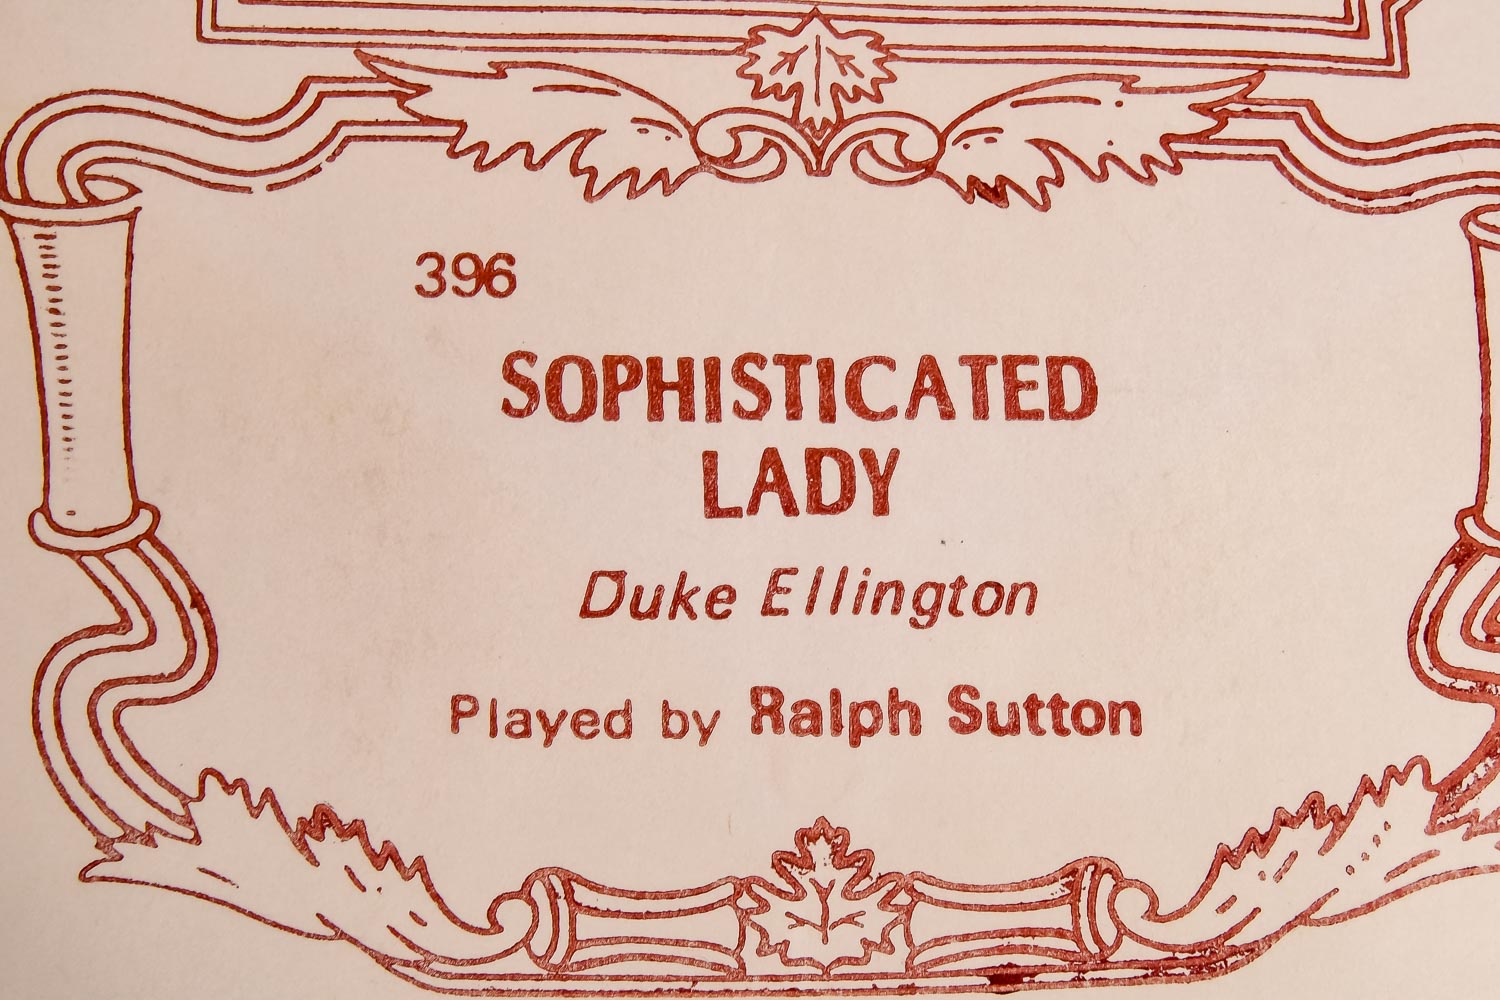 396
SOPHISTICATED
LADY
Duke Ellington
Played by Ralph Sutton